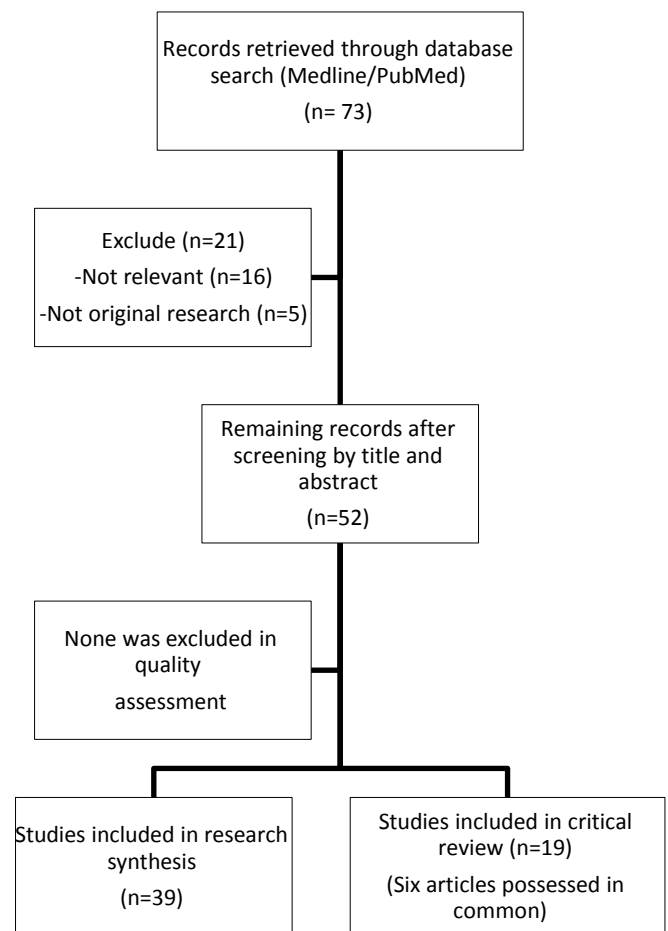 Records retrieved through database
search (Medline/PubMed)
(n= 73)
Exclude (n=21)
-Not relevant (n=16)
-Not original research (n=5)
Remaining records after
screening by title and
abstract
(n=52)
None was excluded in
quality
assessment
Studies included in research
synthesis
(n=39)
Studies included in critical
review (n=19)
(Six articles possessed in
common)